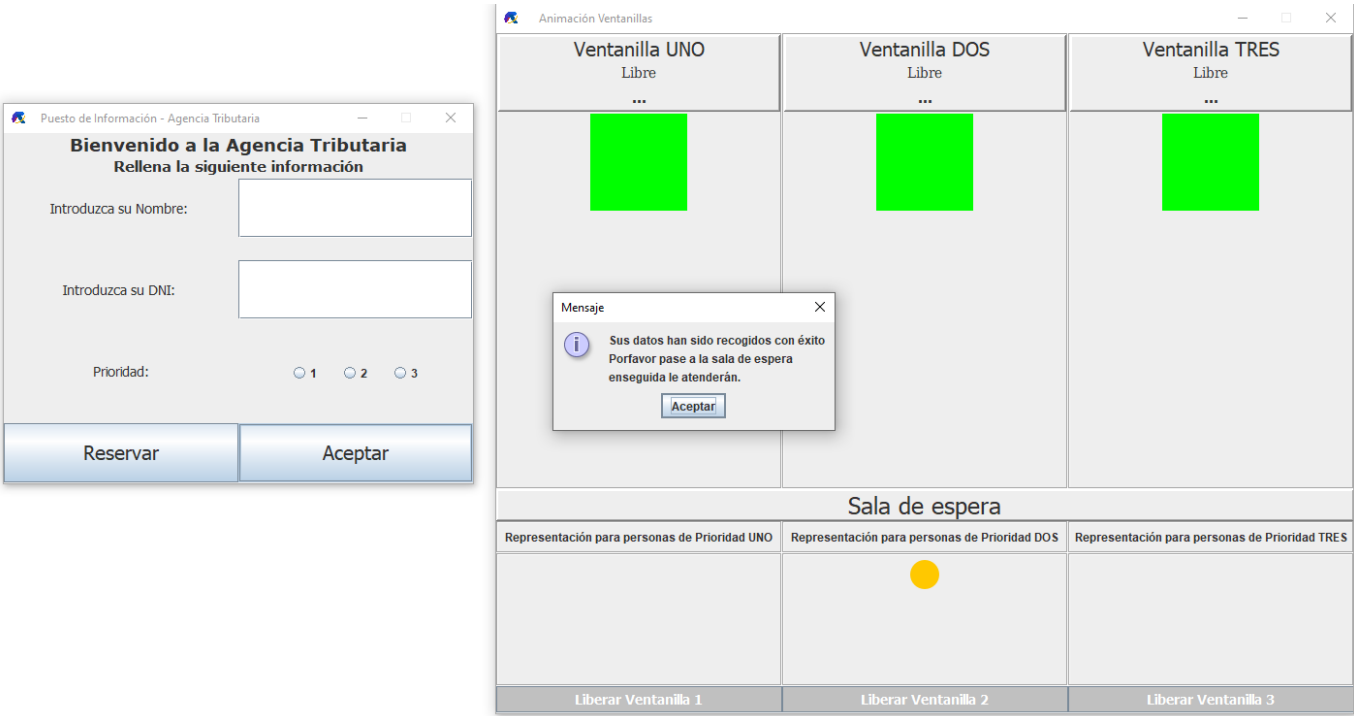 Puesto de Información - Agencia Tributaria
Bienvenido a la Agencia Tributaria
Rellena la siguiente información
Introduzca su Nombre:
Introduzca su DNI:
Prioridad:
1 2 3
Reservar Aceptar
Animación Ventanillas
Ventanilla UNO Ventanilla DOS Ventanilla TRES
Libre Libre Libre
... ... ...
Mensaje
Sus datos han sido recogidos con éxito
Porfavor pase a la sala de espera
enseguida le atenderán.
Aceptar
Sala de espera
Representación para personas de Prioridad UNO Representación para personas de Prioridad DOS Representación para personas de Prioridad TRES
Liberar Ventanilla 1 Liberar Ventanilla 2 Liberar Ventanilla 3